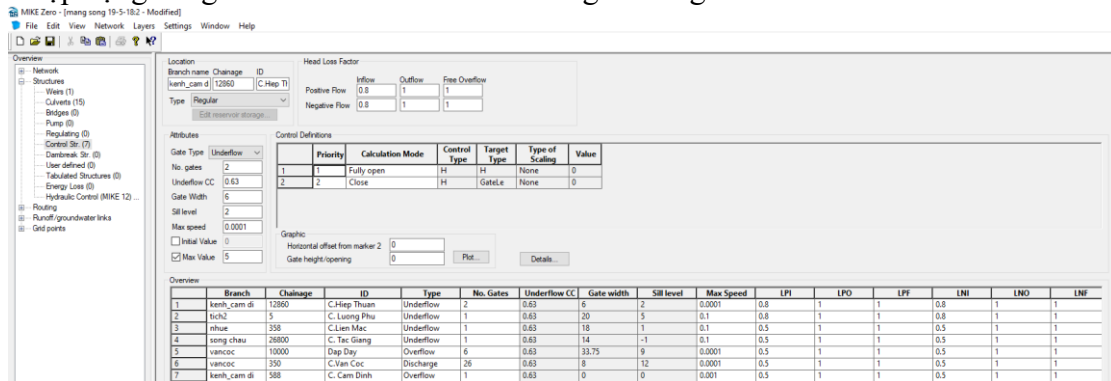 MIKE Zero - [mang song 19-5-18:2 - Modified]
File Edit View Network Layers Settings Window Help
Overview
Network
Structures
Weirs (1)
Culverts (15)
Bridges (0)
Pump (0)
Regulating (0)
Control Str. (7)
Dambreak Str. (0)
User defined (0)
Tabulated Structures (0)
Energy Loss (0)
Hydraulic Control (MIKE 12) ...
Routing
Runoff/groundwater links
Grid points
Location
Branch name Chainage ID
kenh_cam d 12860 C.Hiep Th
Type Regular
Edit reservoir storage...
Head Loss Factor
Inflow Outflow Free Overflow
Positive Flow 0.8 1 1
Negative Flow 0.8 1 1
Attributes
Gate Type Underflow
No. gates 2
Underflow CC 0.63
Gate Width 6
Sill level 2
Max speed 0.0001
Initial Value 0
Max Value 5
Control Definitions
Priority Calculation Mode Control Type Target Type Type of Scaling Value
1 1 Fully open H H None 0
2 2 Close H GateLe None 0
Graphic
Horizontal offset from marker 2 0
Gate height/opening 0
Plot... Details...
Overview
Branch Chainage ID Type No. Gates Underflow CC Gate width Sill level Max Speed LPI LPO LPF LNI LNO LNF
1 kenh_cam di 12860 C.Hiep Thuan Underflow 2 0.63 6 2 0.0001 0.8 1 1 0.8 1 1
2 tich2 5 C. Luong Phu Underflow 1 0.63 20 5 0.1 0.8 1 1 0.8 1 1
3 nhue 358 C.Lien Mac Underflow 1 0.63 18 1 0.1 0.5 1 1 0.5 1 1
4 song chau 26800 C. Tac Giang Underflow 1 0.63 14 -1 0.1 0.5 1 1 0.5 1 1
5 vancoc 10000 Dap Day Overflow 6 0.63 33.75 9 0.0001 0.5 1 1 0.5 1 1
6 vancoc 350 C.Van Coc Discharge 26 0.63 8 12 0.0001 0.5 1 1 0.5 1 1
7 kenh_cam di 588 C. Cam Dinh Overflow 1 0.63 0 0 0.001 0.5 1 1 0.5 1 1